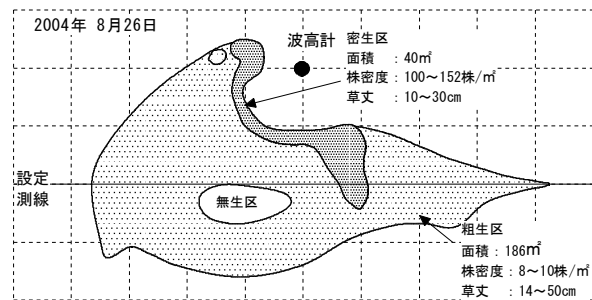 2004年 8月26日
波高計
密生区
面積 : 40㎡
株密度 : 100～152株/㎡
草丈 : 10～30cm
設定
測線
無生区
粗生区
面積 : 186㎡
株密度 : 8～10株/㎡
草丈 : 14～50cm